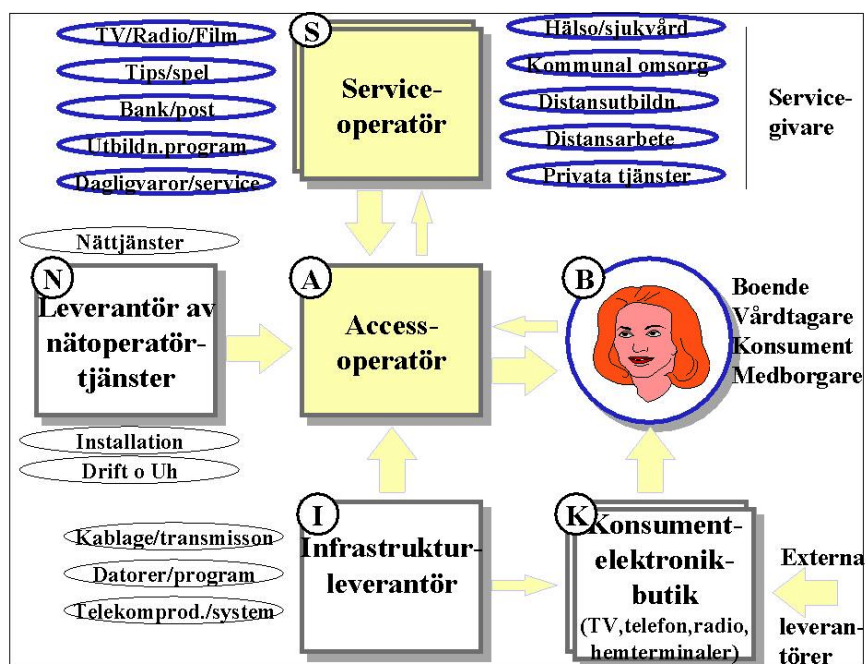 TV/Radio/Film
Tips/spel
Bank/post
Utbildn.program
Dagligvaror/service
S
Service-
operatör
Hälso/sjukvård
Kommunal omsorg
Distansutbildn.
Distansarbete
Privata tjänster
Service-
givare
Nättjänster
N
Leverantör av
nätoperatör-
tjänster
Installation
Drift o Uh
A
Access-
operatör
B
Boende
Vårdtagare
Konsument
Medborgare
Kablage/transmisson
Datorer/program
Telekomprod./system
I
Infrastruktur-
leverantör
K
Konsument-
elektronik-
butik
(TV,telefon,radio,
hemterminaler)
Externa
leveran-
törer